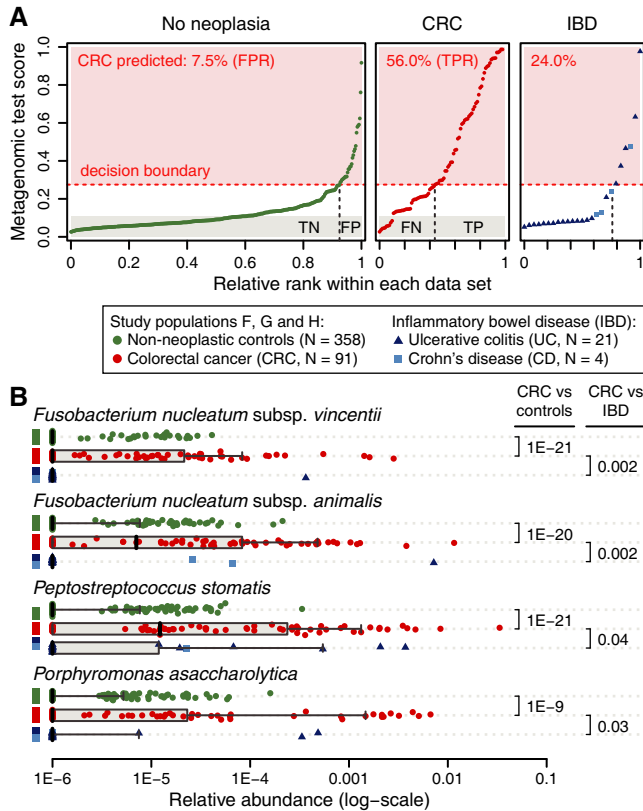 A
No neoplasia
CRC
IBD
Metagenomic test score
0.0 0.2 0.4 0.6 0.8 1.0
CRC predicted: 7.5% (FPR)
56.0% (TPR)
24.0%
decision boundary
TN FP
FN TP
0 0.2 0.4 0.6 0.8 1
0 1
0 1
Relative rank within each data set
Study populations F, G and H:
Non-neoplastic controls (N = 358)
Colorectal cancer (CRC, N = 91)
Inflammatory bowel disease (IBD):
Ulcerative colitis (UC, N = 21)
Crohn's disease (CD, N = 4)
B
CRC vs controls
CRC vs IBD
Fusobacterium nucleatum subsp. vincentii
1E−21
0.002
Fusobacterium nucleatum subsp. animalis
1E−20
0.002
Peptostreptococcus stomatis
1E−21
0.04
Porphyromonas asaccharolytica
1E−9
0.03
1E−6 1E−5 1E−4 0.001 0.01 0.1
Relative abundance (log−scale)